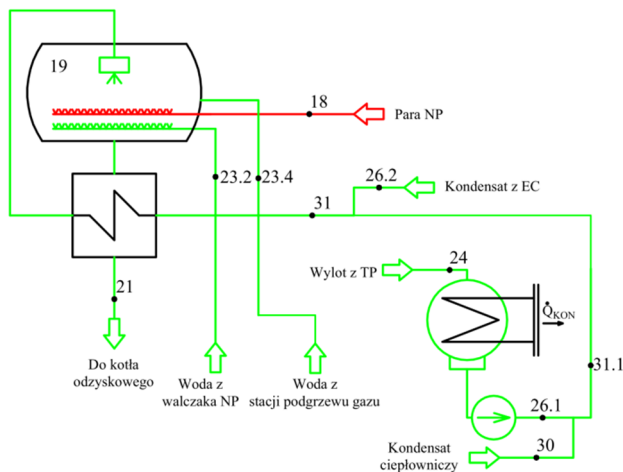 19
18
Para NP
23.2
23.4
26.2
Kondensat z EC
31
24
Wylot z TP
Q̇KON
21
Do kotła
odzyskowego
Woda z
walczaka NP
Woda z
stacji podgrzewu gazu
31.1
26.1
Kondensat
ciepłowniczy
30